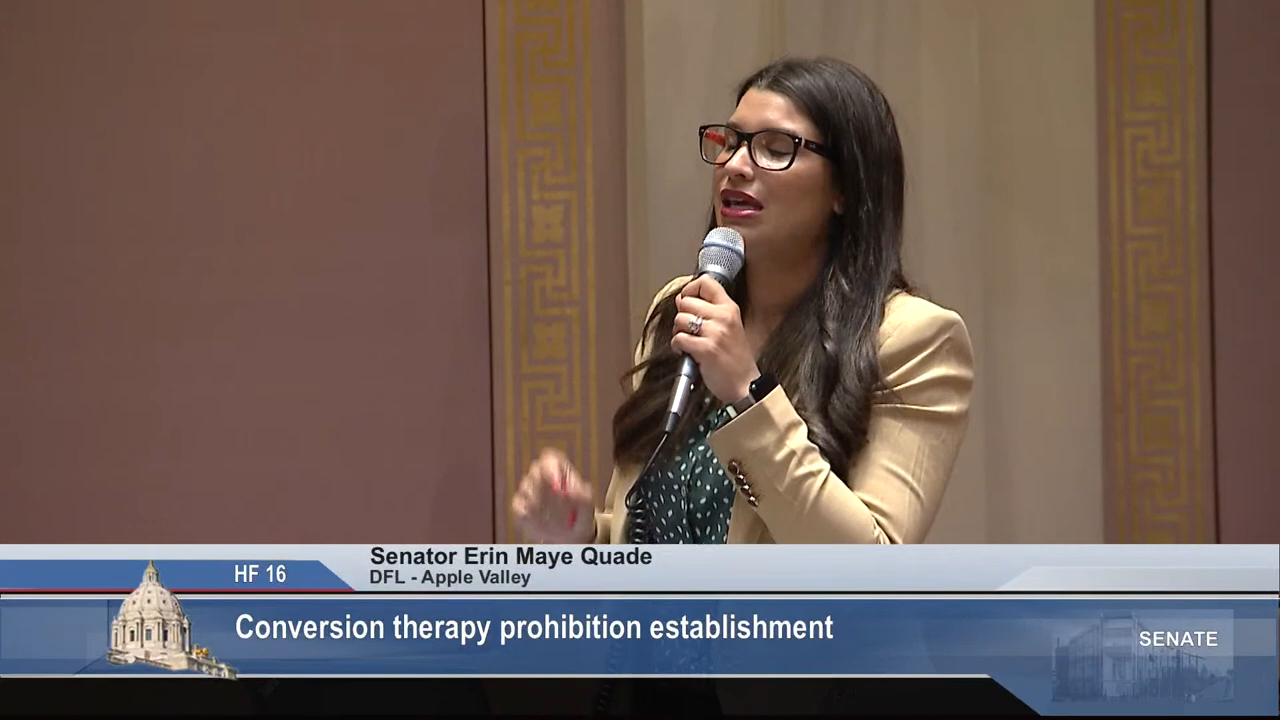 Senator Erin Maye Quade
HF 16
DFL - Apple Valley
Conversion therapy prohibition establishment
SENATE